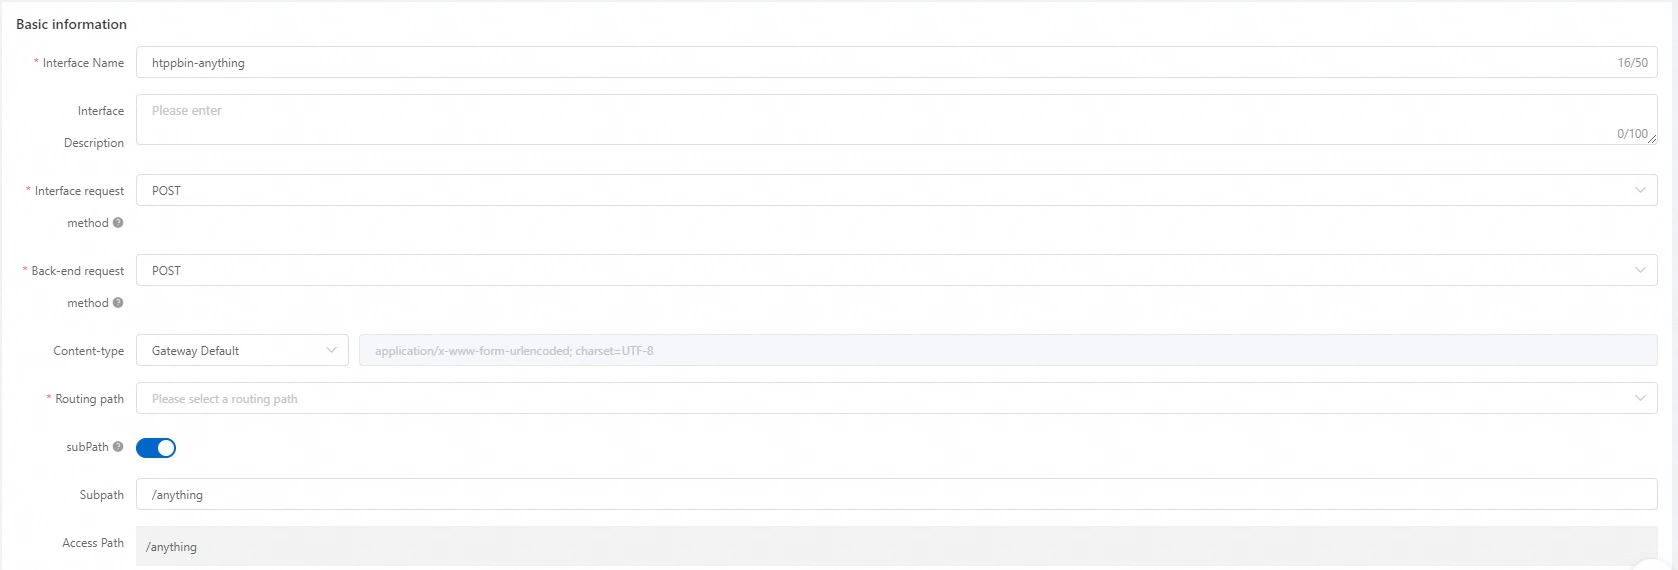 Basic information
* Interface Name htppbin-anything 16/50
Interface Description Please enter 0/100
* Interface request method POST
* Back-end request method POST
Content-type Gateway Default application/x-www-form-urlencoded; charset=UTF-8
* Routing path Please select a routing path
subPath
Subpath /anything
Access Path /anything